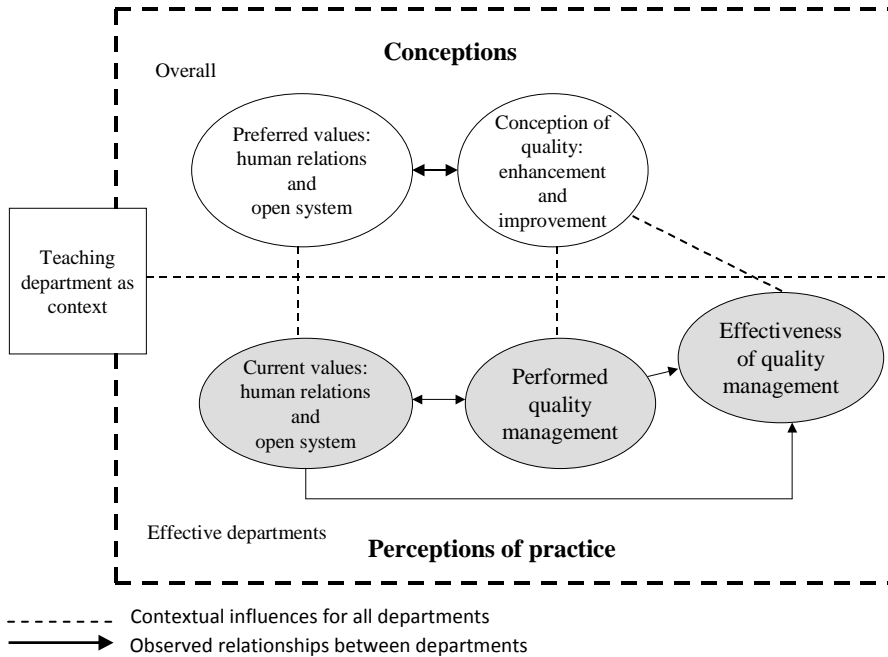 Conceptions
Overall
Preferred values:
human relations
and
open system
Conception of
quality:
enhancement
and
improvement
Teaching
department as
context
Effectiveness
of quality
management
Current values:
human relations
and
open system
Performed
quality
management
Effective departments
Perceptions of practice
Contextual influences for all departments
Observed relationships between departments